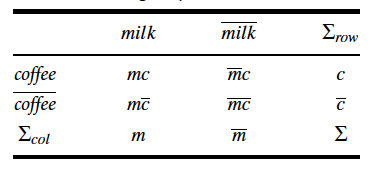 milk m̅i̅l̅k̅ Σrow
coffee mc m̅c c
c̅o̅f̅f̅e̅e̅ mc̅ m̅c̅ c̅
Σcol m m̅ Σ